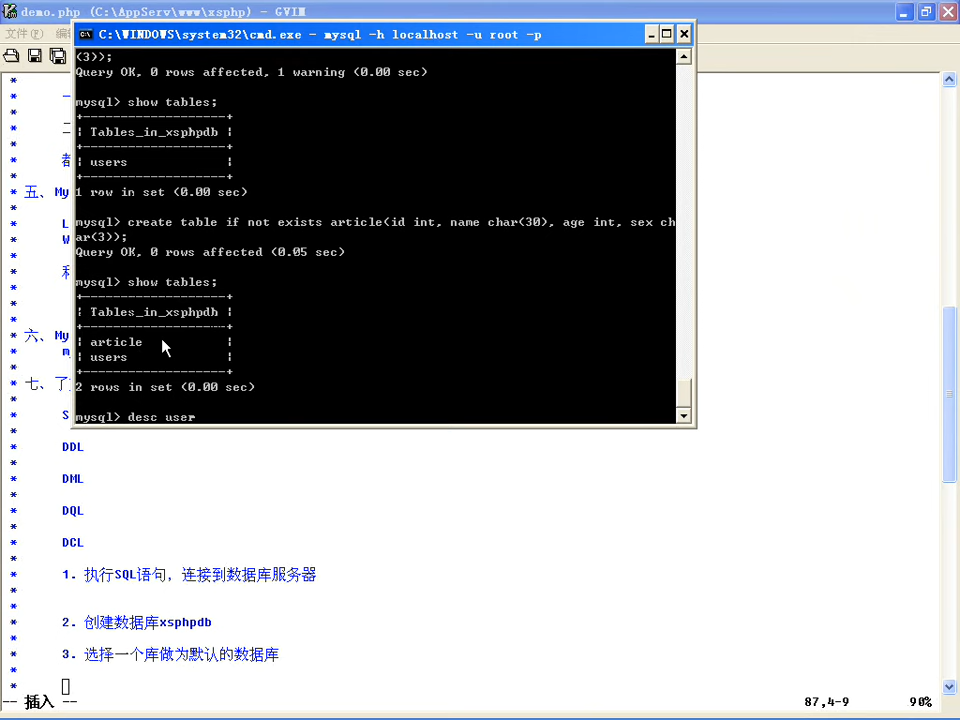 demo.php (C:\AppServ\www\xsphp) - GVIM
文件(F) 编辑
C:\WINDOWS\system32\cmd.exe - mysql -h localhost -u root -p
(3));
Query OK, 0 rows affected, 1 warning (0.00 sec)
mysql> show tables;
+-------------------+
| Tables_in_xsphpdb |
+-------------------+
| users             |
+-------------------+
1 row in set (0.00 sec)
mysql> create table if not exists article(id int, name char(30), age int, sex ch
ar(3));
Query OK, 0 rows affected (0.05 sec)
mysql> show tables;
+-------------------+
| Tables_in_xsphpdb |
+-------------------+
| article           |
| users             |
+-------------------+
2 rows in set (0.00 sec)
mysql> desc user
* 五、My
L
W
* 六、My
m
* 七、了
* S
* DDL
* DML
* DQL
* DCL
* 1. 执行SQL语句，连接到数据库服务器
* 2. 创建数据库xsphpdb
* 3. 选择一个库做为默认的数据库
-- 插入 --
87,4-9
90%